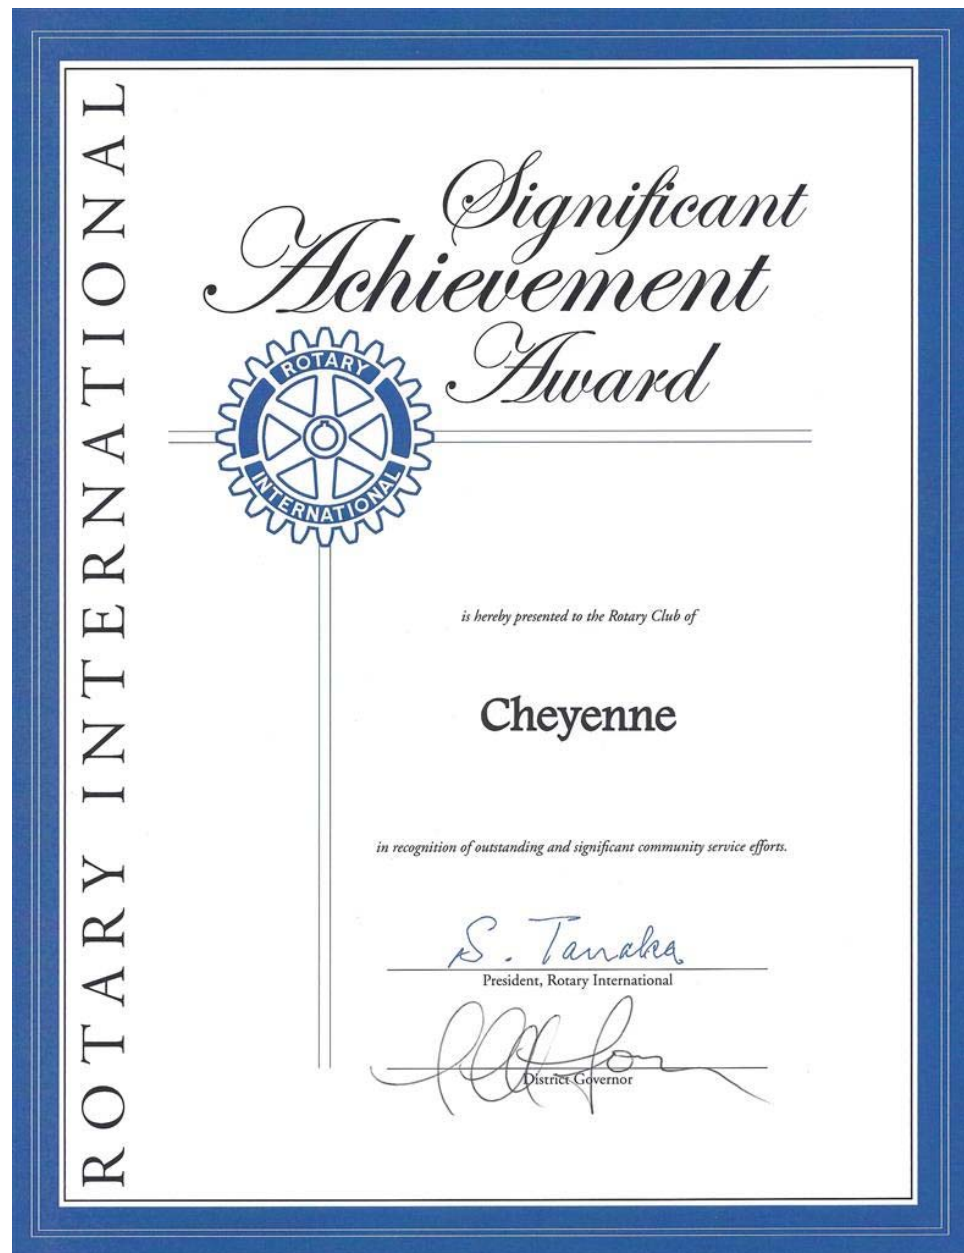 ROTARY INTERNATIONAL
Significant
Achievement
Award
ROTARY
INTERNATIONAL
is hereby presented to the Rotary Club of
Cheyenne
in recognition of outstanding and significant community service efforts.
S. Tanaka
President, Rotary International
District Governor